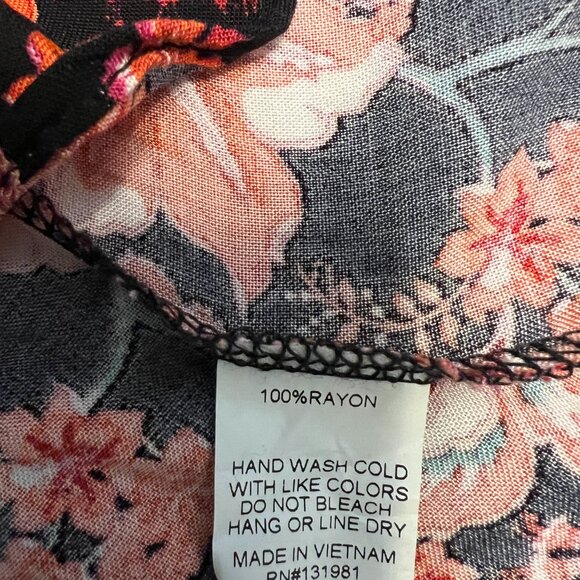 100%RAYON
HAND WASH COLD
WITH LIKE COLORS
DO NOT BLEACH
HANG OR LINE DRY
MADE IN VIETNAM
RN#131981